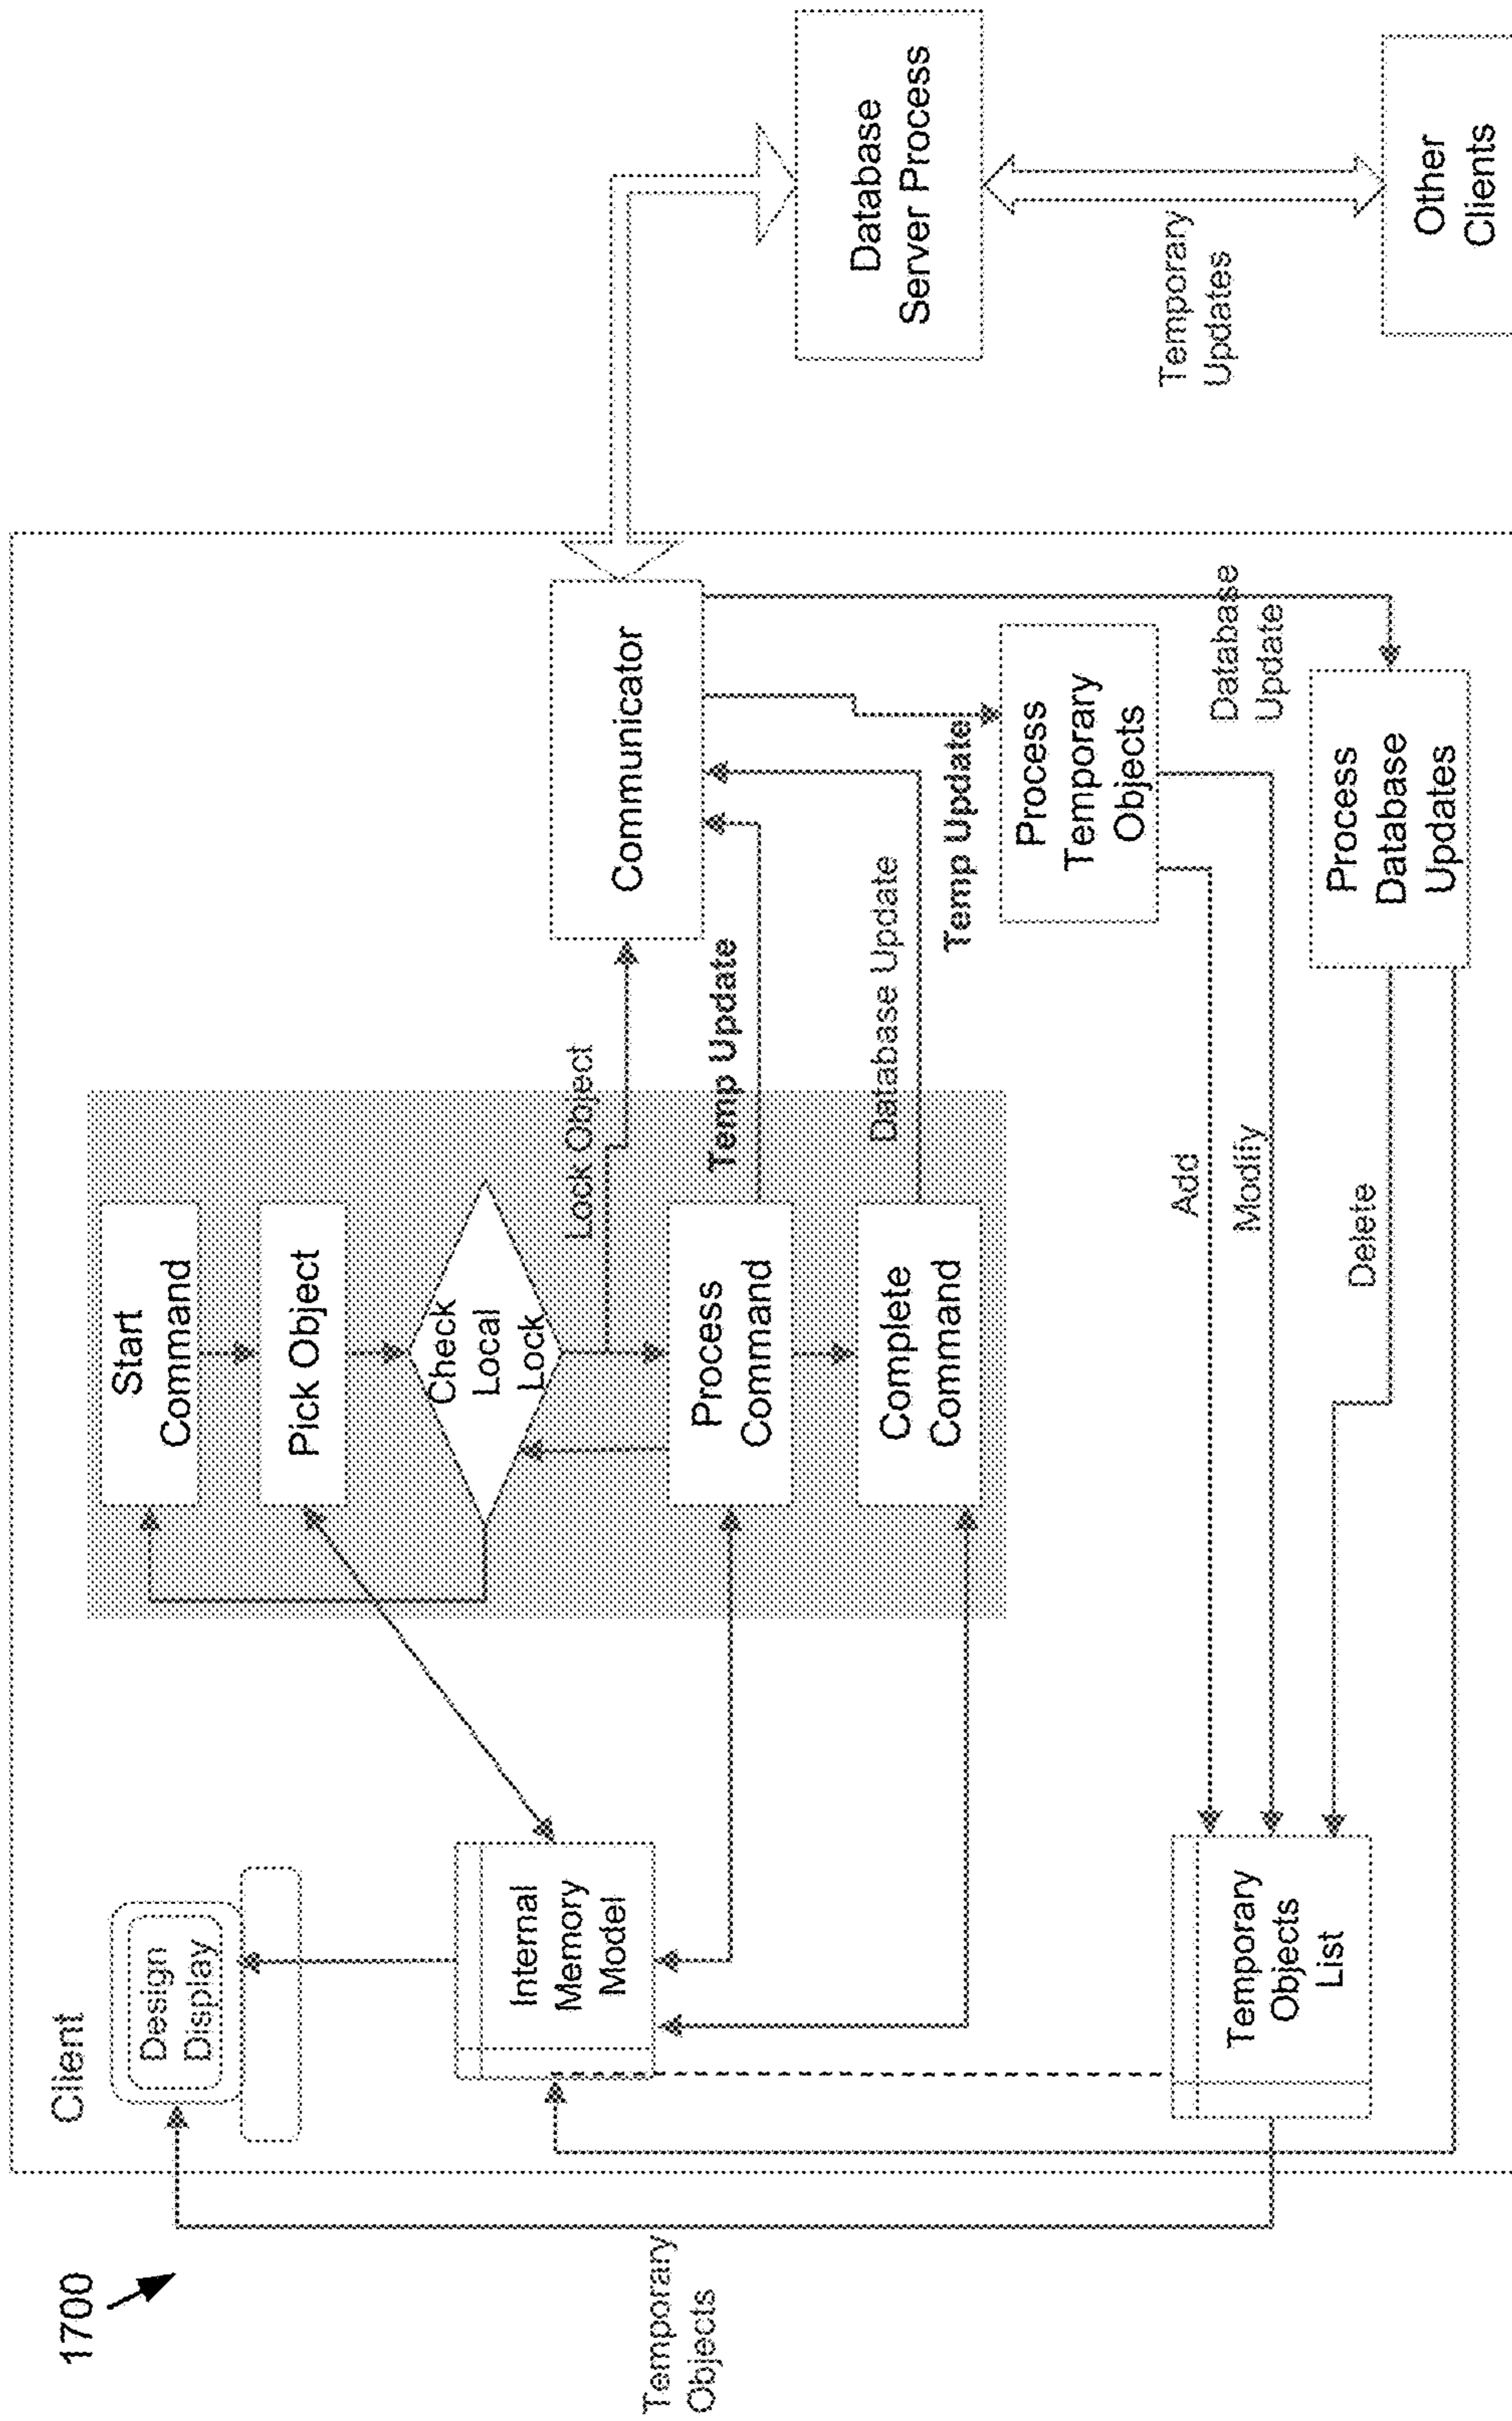 1700
Client
Design
Display
Start
Command
Pick Object
Check
Local
Lock
Lock Object
Process
Command
Complete
Command
Temp Update
Database Update
Communicator
Database
Server Process
Temporary
Updates
Other
Clients
Temp Update
Process
Temporary
Objects
Database
Update
Process
Database
Updates
Internal
Memory
Model
Add
Modify
Delete
Temporary
Objects
List
Temporary
Objects